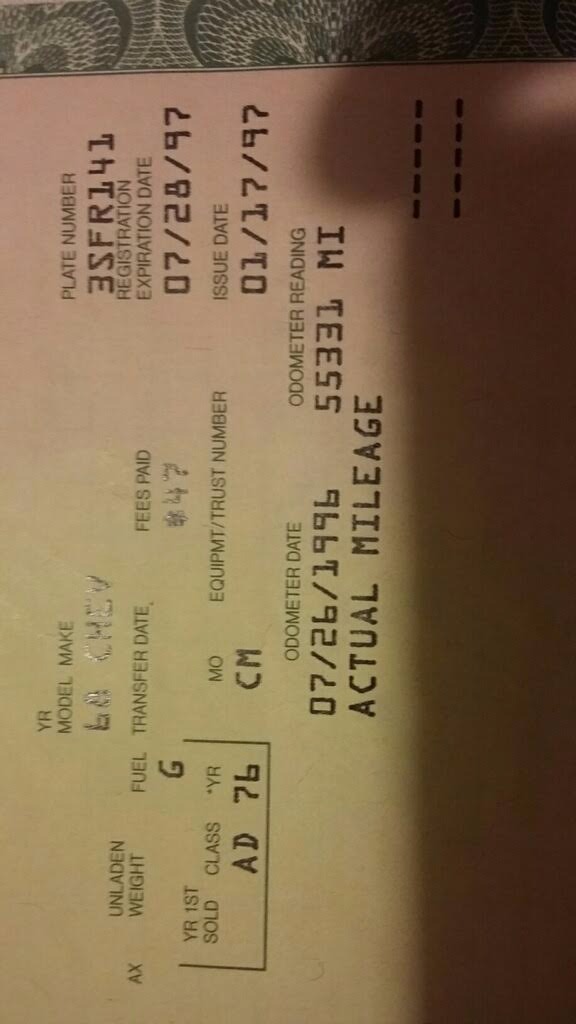 YR
MODEL MAKE PLATE NUMBER
68 CHEV 3SFR141
UNLADEN REGISTRATION
AX WEIGHT FUEL TRANSFER DATE FEES PAID EXPIRATION DATE
G $47 07/28/97
YR 1ST
SOLD CLASS *YR MO EQUIPMT/TRUST NUMBER ISSUE DATE
AD 76 CM 01/17/97
ODOMETER DATE ODOMETER READING
07/26/1996 55331 MI
ACTUAL MILEAGE
-----
-----